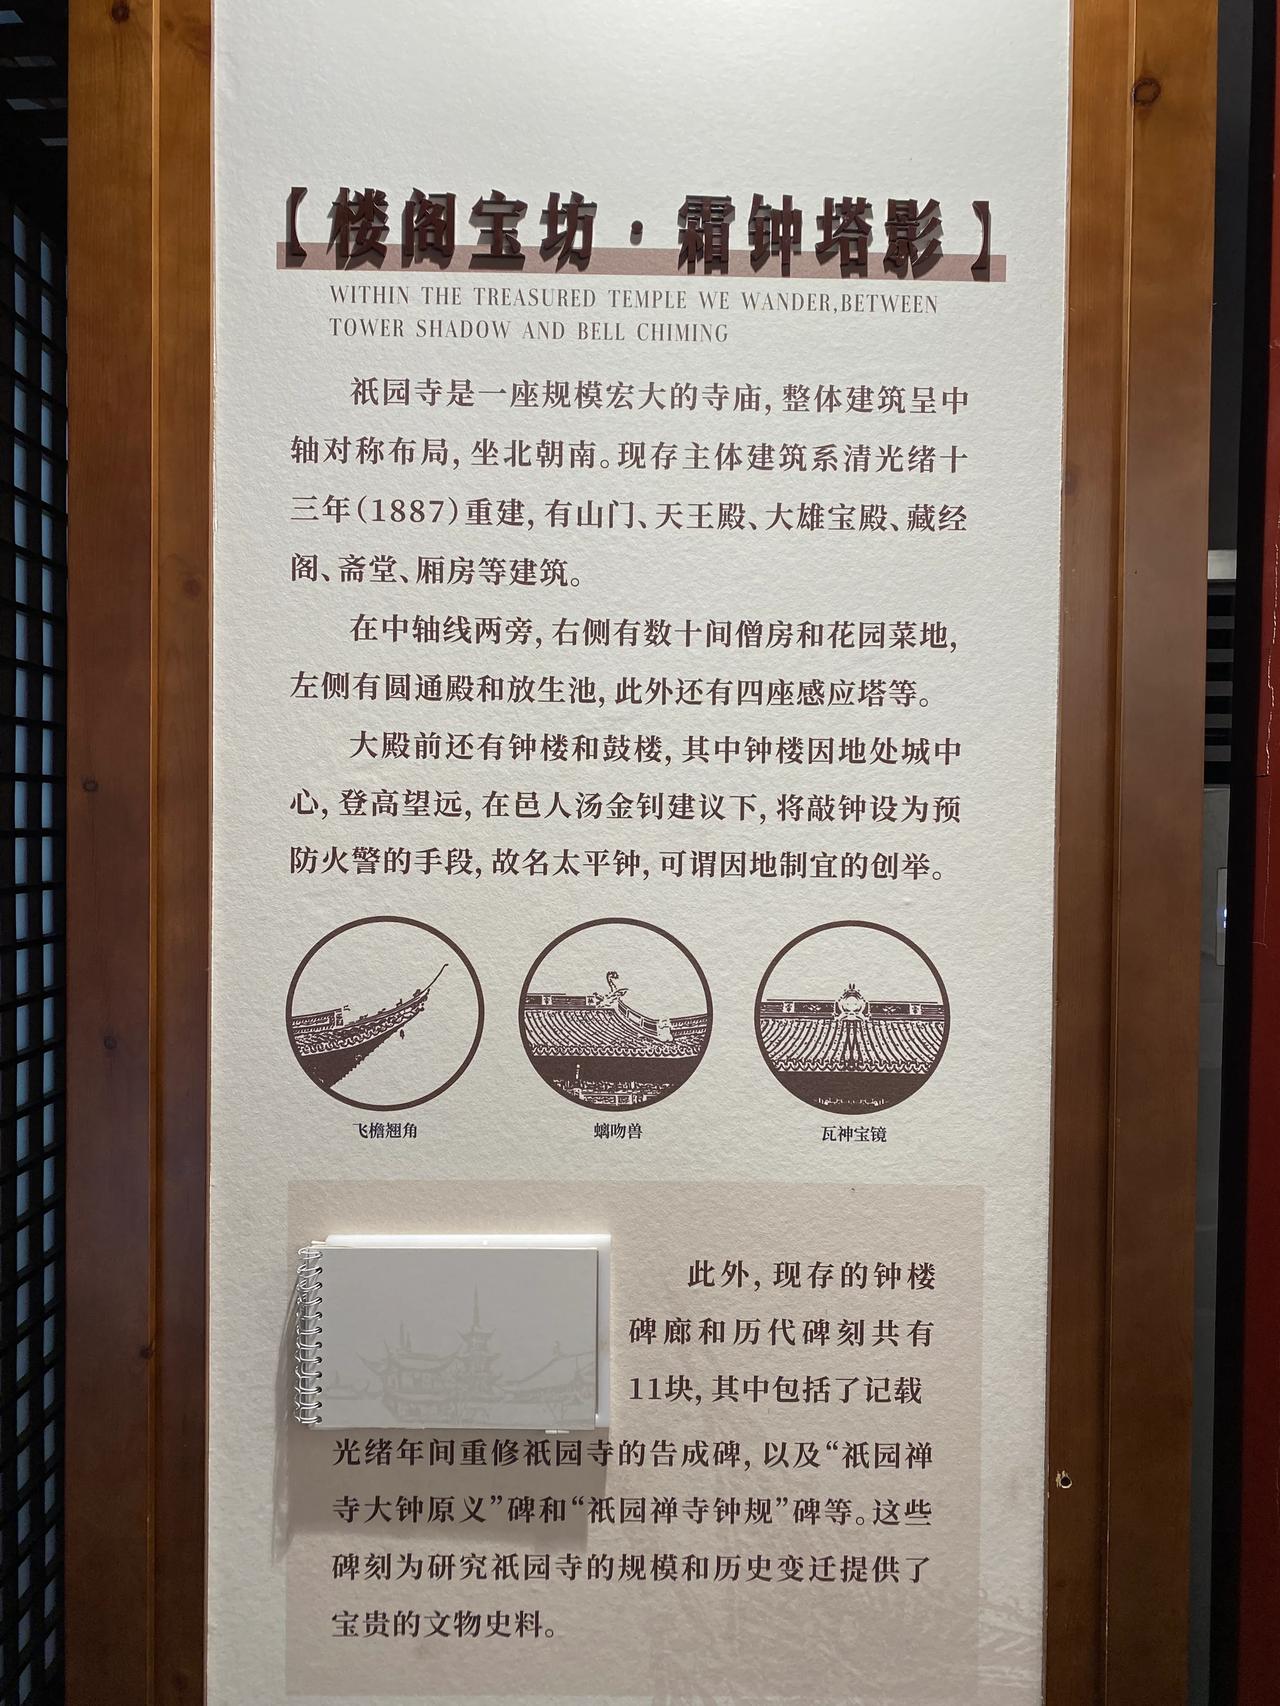 【楼阁宝坊·霜钟塔影】
WITHIN THE TREASURED TEMPLE WE WANDER,BETWEEN
TOWER SHADOW AND BELL CHIMING
祇园寺是一座规模宏大的寺庙，整体建筑呈中
轴对称布局，坐北朝南。现存主体建筑系清光绪十
三年（1887）重建，有山门、天王殿、大雄宝殿、藏经
阁、斋堂、厢房等建筑。
在中轴线两旁，右侧有数十间僧房和花园菜地，
左侧有圆通殿和放生池，此外还有四座感应塔等。
大殿前还有钟楼和鼓楼，其中钟楼因地处城中
心，登高望远，在邑人汤金钊建议下，将敲钟设为预
防火警的手段，故名太平钟，可谓因地制宜的创举。
飞檐翘角
螭吻兽
瓦神宝镜
此外，现存的钟楼
碑廊和历代碑刻共有
11块，其中包括了记载
光绪年间重修祇园寺的告成碑，以及“祇园禅
寺大钟原义”碑和“祇园禅寺钟规”碑等。这些
碑刻为研究祇园寺的规模和历史变迁提供了
宝贵的文物史料。